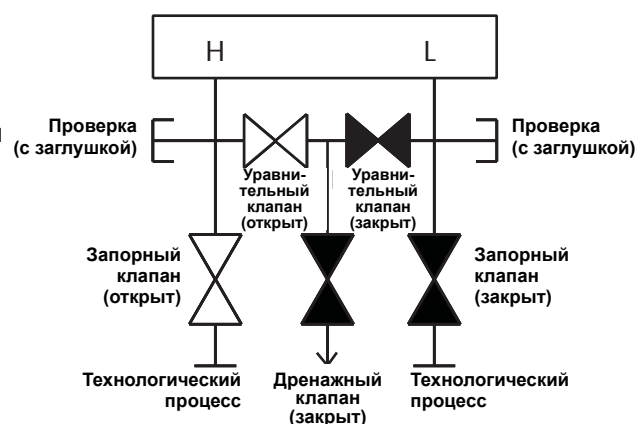 H L
Проверка
(с заглушкой)
Проверка
(с заглушкой)
Уравни-
тельный
клапан
(открыт)
Уравни-
тельный
клапан
(закрыт)
Запорный
клапан
(открыт)
Запорный
клапан
(закрыт)
Технологический
процесс
Дренажный
клапан
(закрыт)
Технологический
процесс